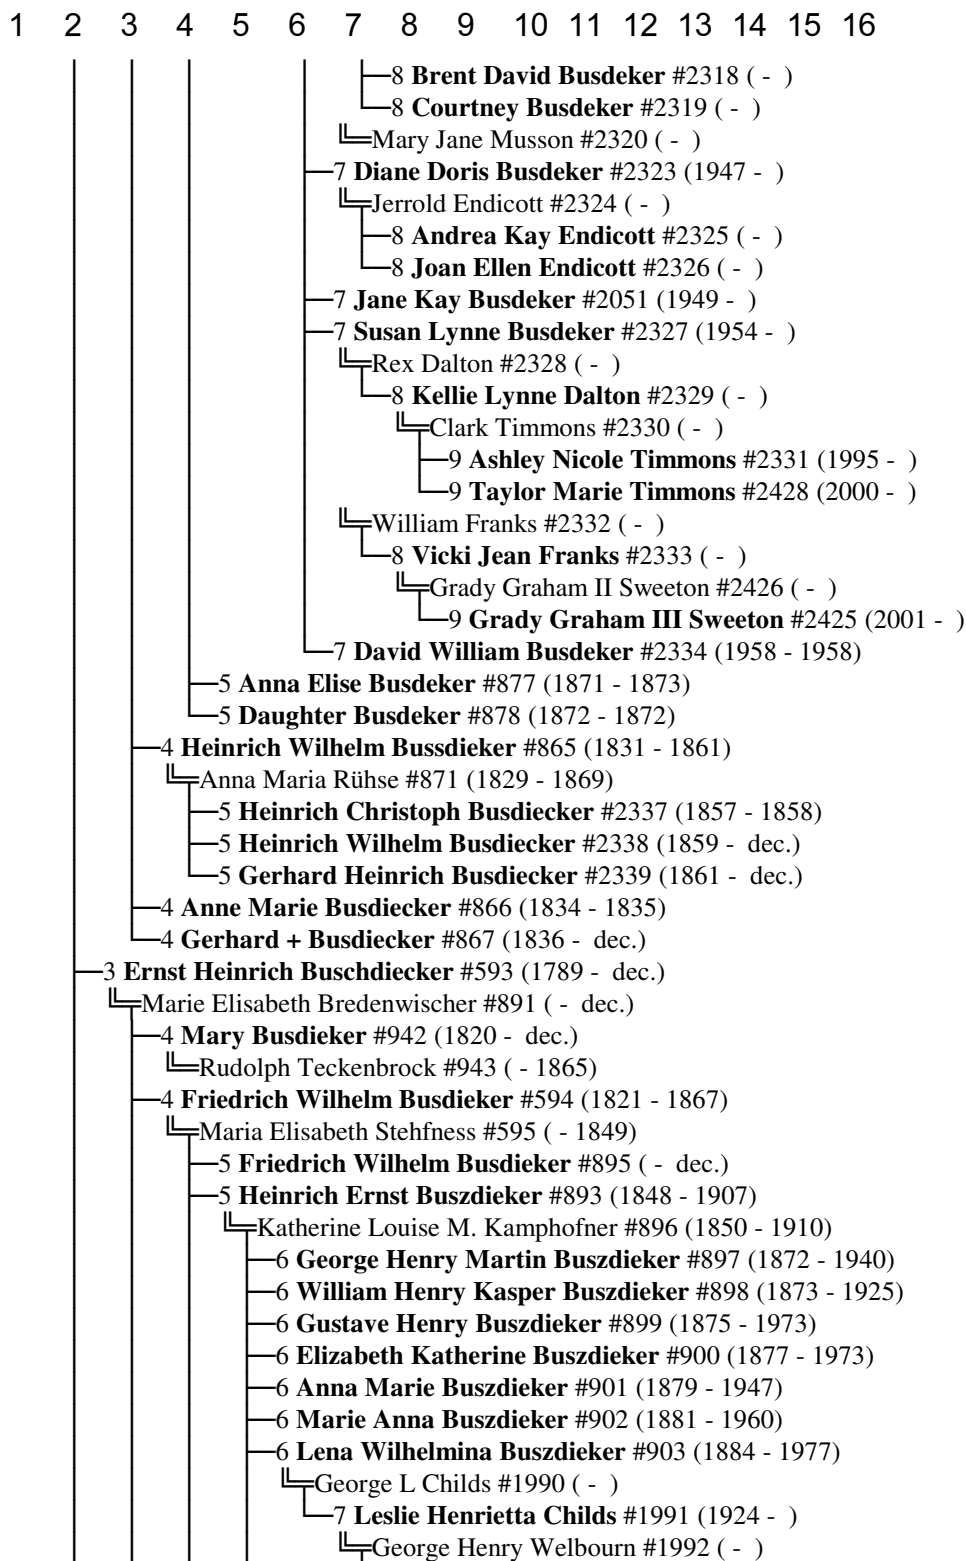 1 2 3 4 5 6 7 8 9 10 11 12 13 14 15 16
8 Brent David Busdeker #2318 ( - )
8 Courtney Busdeker #2319 ( - )
Mary Jane Musson #2320 ( - )
7 Diane Doris Busdeker #2323 (1947 - )
Jerrold Endicott #2324 ( - )
8 Andrea Kay Endicott #2325 ( - )
8 Joan Ellen Endicott #2326 ( - )
7 Jane Kay Busdeker #2051 (1949 - )
7 Susan Lynne Busdeker #2327 (1954 - )
Rex Dalton #2328 ( - )
8 Kellie Lynne Dalton #2329 ( - )
Clark Timmons #2330 ( - )
9 Ashley Nicole Timmons #2331 (1995 - )
9 Taylor Marie Timmons #2428 (2000 - )
William Franks #2332 ( - )
8 Vicki Jean Franks #2333 ( - )
Grady Graham II Sweeton #2426 ( - )
9 Grady Graham III Sweeton #2425 (2001 - )
7 David William Busdeker #2334 (1958 - 1958)
5 Anna Elise Busdeker #877 (1871 - 1873)
5 Daughter Busdeker #878 (1872 - 1872)
4 Heinrich Wilhelm Bussdieker #865 (1831 - 1861)
Anna Maria Rühse #871 (1829 - 1869)
5 Heinrich Christoph Busdiecker #2337 (1857 - 1858)
5 Heinrich Wilhelm Busdiecker #2338 (1859 - dec.)
5 Gerhard Heinrich Busdiecker #2339 (1861 - dec.)
4 Anne Marie Busdiecker #866 (1834 - 1835)
4 Gerhard + Busdiecker #867 (1836 - dec.)
3 Ernst Heinrich Buschdiecker #593 (1789 - dec.)
Marie Elisabeth Bredenwischer #891 ( - dec.)
4 Mary Busdieker #942 (1820 - dec.)
Rudolph Teckenbrock #943 ( - 1865)
4 Friedrich Wilhelm Busdieker #594 (1821 - 1867)
Maria Elisabeth Stehfness #595 ( - 1849)
5 Friedrich Wilhelm Busdieker #895 ( - dec.)
5 Heinrich Ernst Buszdieker #893 (1848 - 1907)
Katherine Louise M. Kamphofner #896 (1850 - 1910)
6 George Henry Martin Buszdieker #897 (1872 - 1940)
6 William Henry Kasper Buszdieker #898 (1873 - 1925)
6 Gustave Henry Buszdieker #899 (1875 - 1973)
6 Elizabeth Katherine Buszdieker #900 (1877 - 1973)
6 Anna Marie Buszdieker #901 (1879 - 1947)
6 Marie Anna Buszdieker #902 (1881 - 1960)
6 Lena Wilhelmina Buszdieker #903 (1884 - 1977)
George L Childs #1990 ( - )
7 Leslie Henrietta Childs #1991 (1924 - )
George Henry Welbourn #1992 ( - )